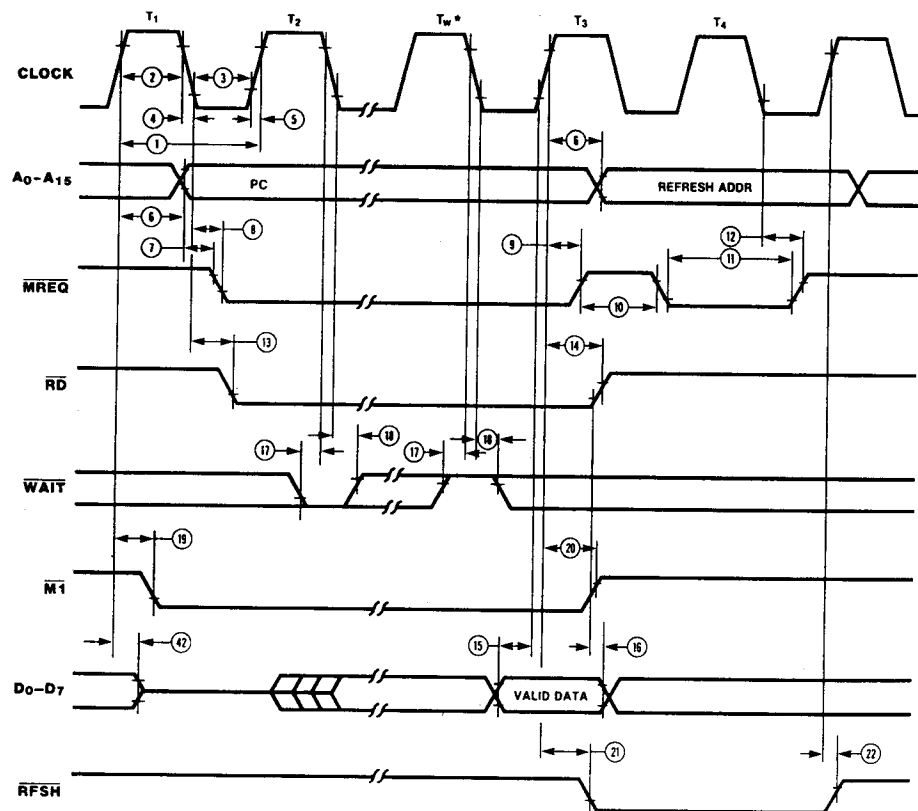 T1 T2 Tw* T3 T4
CLOCK
2 3
4 5
1 6
A0-A15 PC REFRESH ADDR
6 8 9 12
7 11
MREQ
10
13 14
RD
17 18 17 18
WAIT
19 20
M1
42 15 16
D0-D7 VALID DATA
21 22
RFSH